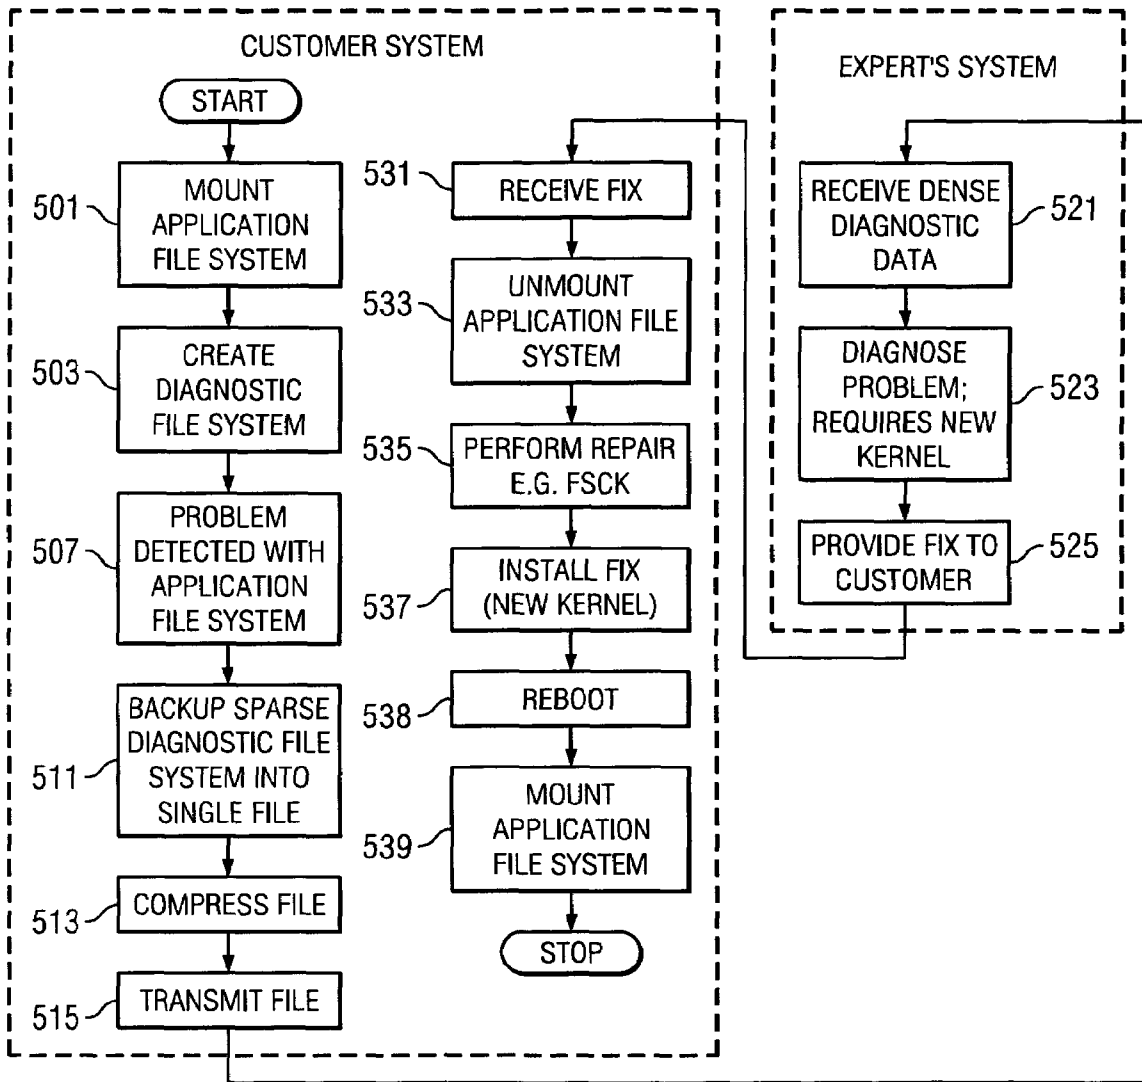 CUSTOMER SYSTEM
START
501
MOUNT
APPLICATION
FILE SYSTEM
503
CREATE
DIAGNOSTIC
FILE SYSTEM
507
PROBLEM
DETECTED WITH
APPLICATION
FILE SYSTEM
511
BACKUP SPARSE
DIAGNOSTIC FILE
SYSTEM INTO
SINGLE FILE
513
COMPRESS FILE
515
TRANSMIT FILE
531
RECEIVE FIX
533
UNMOUNT
APPLICATION FILE
SYSTEM
535
PERFORM REPAIR
E.G. FSCK
537
INSTALL FIX
(NEW KERNEL)
538
REBOOT
539
MOUNT
APPLICATION
FILE SYSTEM
STOP
EXPERT'S SYSTEM
RECEIVE DENSE
DIAGNOSTIC
DATA
521
DIAGNOSE
PROBLEM;
REQUIRES NEW
KERNEL
523
PROVIDE FIX TO
CUSTOMER
525